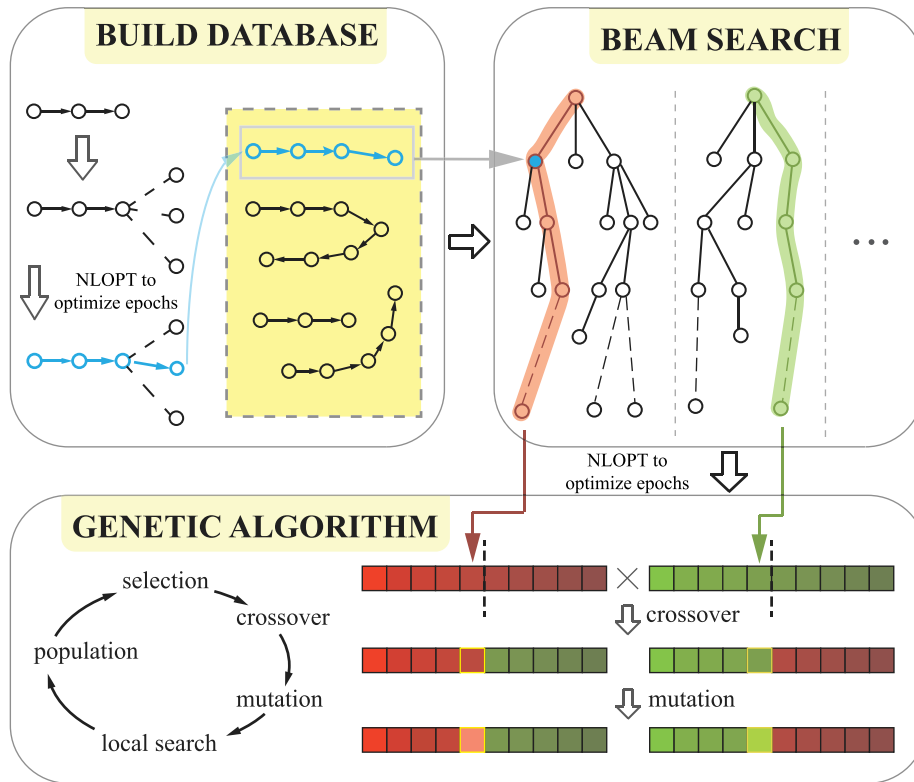 BUILD DATABASE
NLOPT to
optimize epochs
BEAM SEARCH
...
NLOPT to
optimize epochs
GENETIC ALGORITHM
selection
crossover
mutation
local search
population
×
crossover
mutation